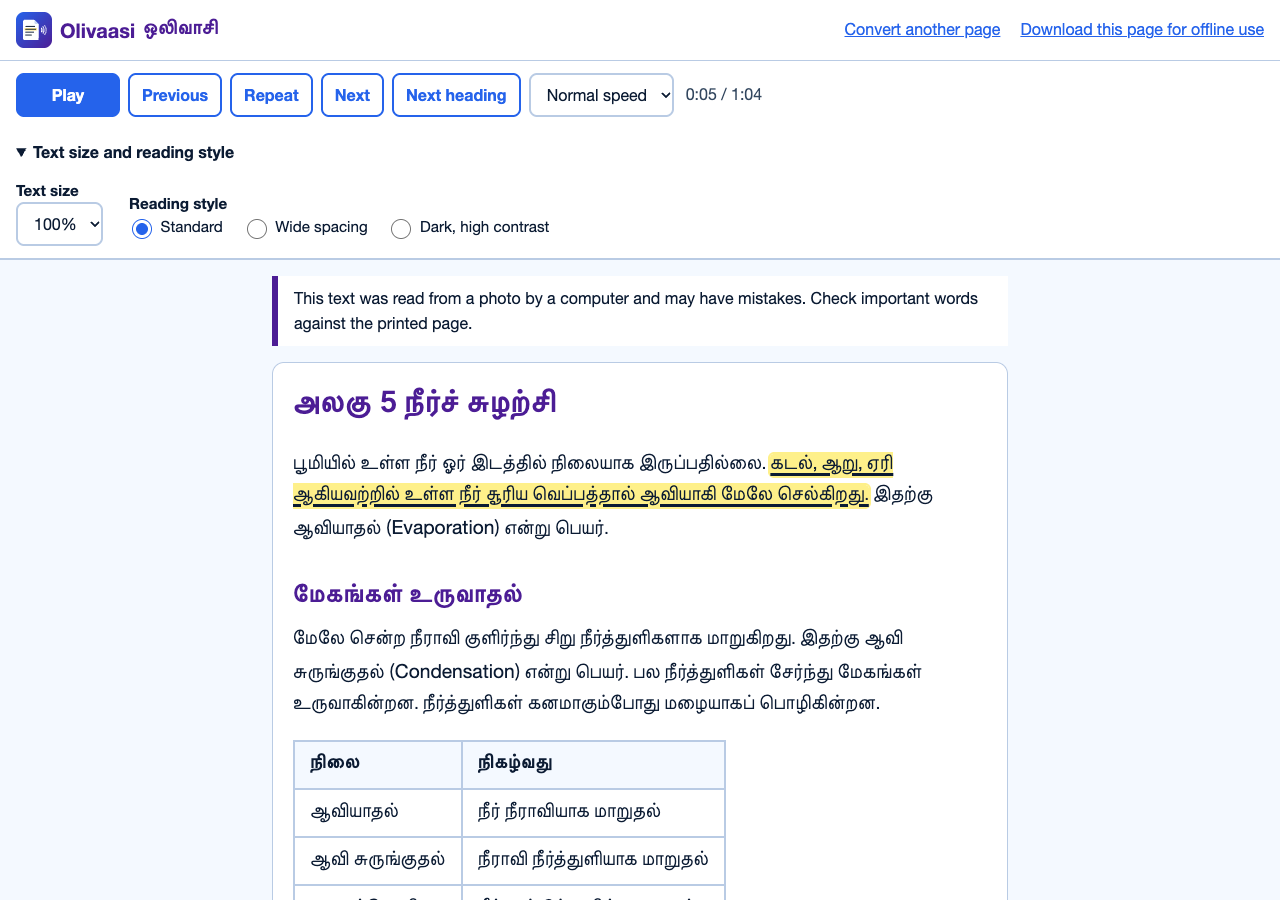 Olivaasi ஒலிவாசி
Convert another page
Download this page for offline use
Play
Previous
Repeat
Next
Next heading
Normal speed
0:05 / 1:04
Text size and reading style
Text size
100%
Reading style
Standard
Wide spacing
Dark, high contrast
This text was read from a photo by a computer and may have mistakes. Check important words
against the printed page.
அலகு 5 நீர்ச் சுழற்சி
பூமியில் உள்ள நீர் ஓர் இடத்தில் நிலையாக இருப்பதில்லை. கடல், ஆறு, ஏரி
ஆகியவற்றில் உள்ள நீர் சூரிய வெப்பத்தால் ஆவியாகி மேலே செல்கிறது. இதற்கு
ஆவியாதல் (Evaporation) என்று பெயர்.
மேகங்கள் உருவாதல்
மேலே சென்ற நீராவி குளிர்ந்து சிறு நீர்த்துளிகளாக மாறுகிறது. இதற்கு ஆவி
சுருங்குதல் (Condensation) என்று பெயர். பல நீர்த்துளிகள் சேர்ந்து மேகங்கள்
உருவாகின்றன. நீர்த்துளிகள் கனமாகும்போது மழையாகப் பொழிகின்றன.
நிலை நிகழ்வது
ஆவியாதல் நீர் நீராவியாக மாறுதல்
ஆவி சுருங்குதல் நீராவி நீர்த்துளியாக மாறுதல்